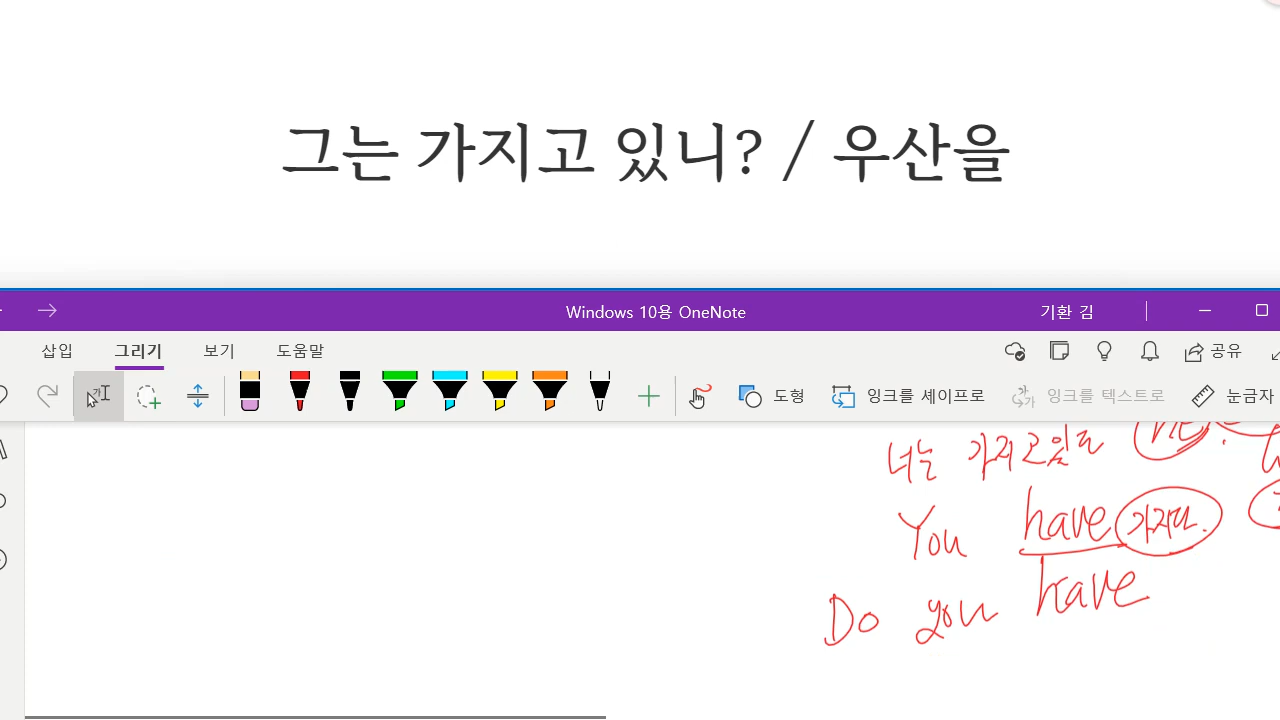 그는 가지고 있니? / 우산을
Windows 10용 OneNote 기환 김
삽입 그리기 보기 도움말 공유
가 도형 잉크를 셰이프로 가 가 잉크를 텍스트로 눈금자
너는 가지고있
You have 가지다.
Do you have